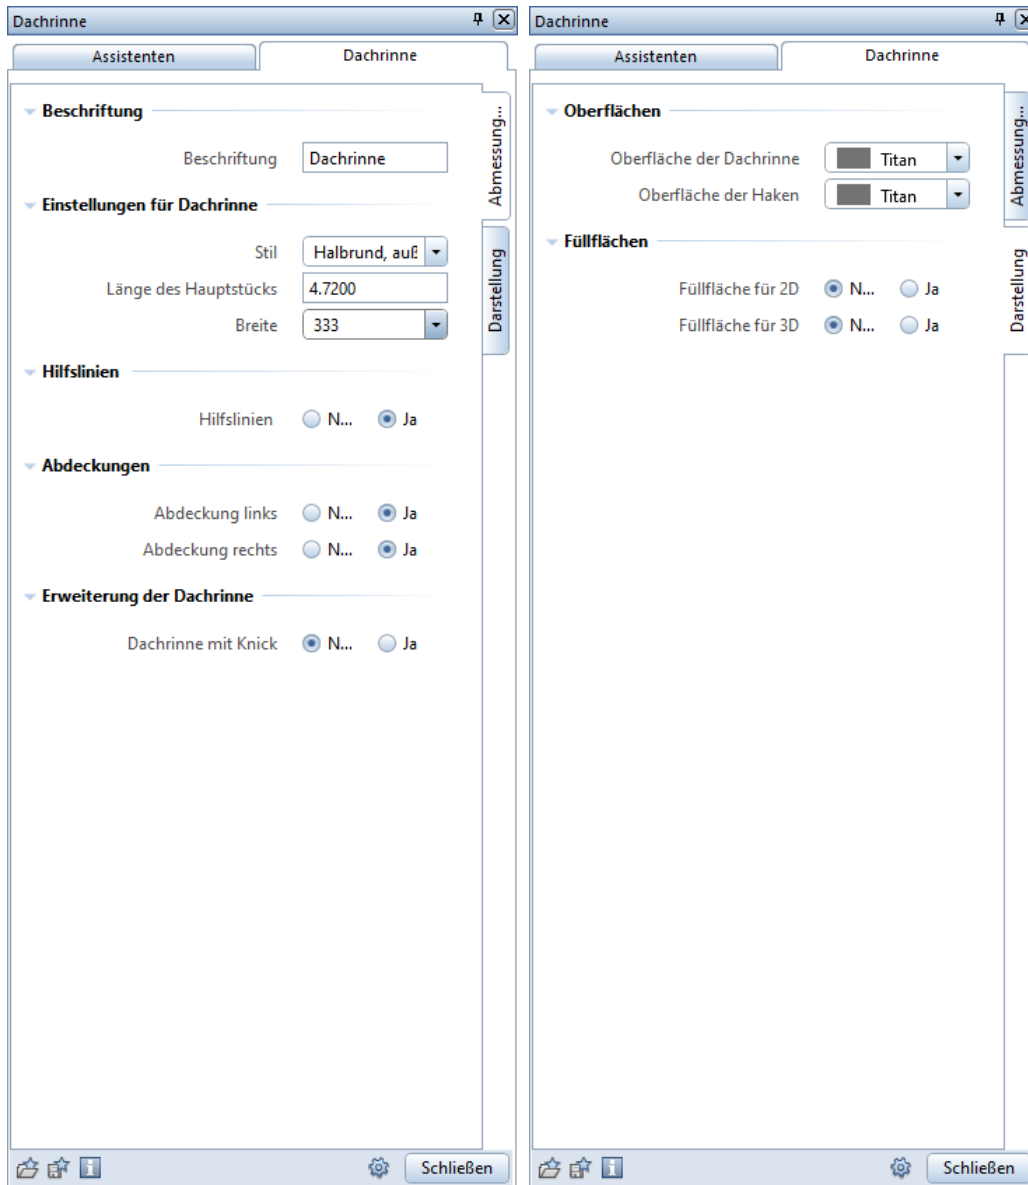 Dachrinne
Assistenten Dachrinne
Beschriftung
Beschriftung Dachrinne
Einstellungen für Dachrinne
Stil Halbrund, auß
Länge des Hauptstücks 4.7200
Breite 333
Hilfslinien
Hilfslinien N... Ja
Abdeckungen
Abdeckung links N... Ja
Abdeckung rechts N... Ja
Erweiterung der Dachrinne
Dachrinne mit Knick N... Ja
Abmessung...
Darstellung
Schließen
Dachrinne
Assistenten Dachrinne
Oberflächen
Oberfläche der Dachrinne Titan
Oberfläche der Haken Titan
Füllflächen
Füllfläche für 2D N... Ja
Füllfläche für 3D N... Ja
Abmessung...
Darstellung
Schließen